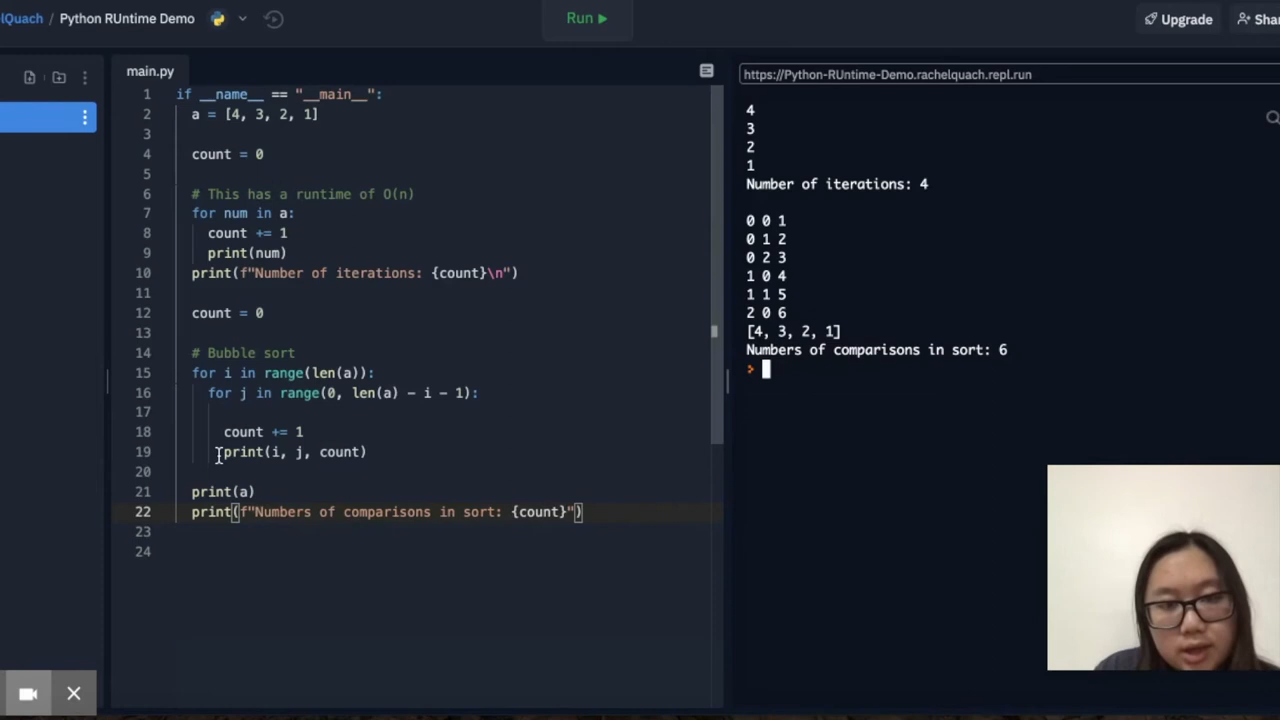 lQuach / Python RUntime Demo
Run ▶
Upgrade
Shar
main.py
https://Python-RUntime-Demo.rachelquach.repl.run
1 if __name__ == "__main__":
2 a = [4, 3, 2, 1]
3
4 count = 0
5
6 # This has a runtime of O(n)
7 for num in a:
8 count += 1
9 print(num)
10 print(f"Number of iterations: {count}\n")
11
12 count = 0
13
14 # Bubble sort
15 for i in range(len(a)):
16 for j in range(0, len(a) - i - 1):
17
18 count += 1
19 print(i, j, count)
20
21 print(a)
22 print(f"Numbers of comparisons in sort: {count}")
23
24
4
3
2
1
Number of iterations: 4
0 0 1
0 1 2
0 2 3
1 0 4
1 1 5
2 0 6
[4, 3, 2, 1]
Numbers of comparisons in sort: 6
>